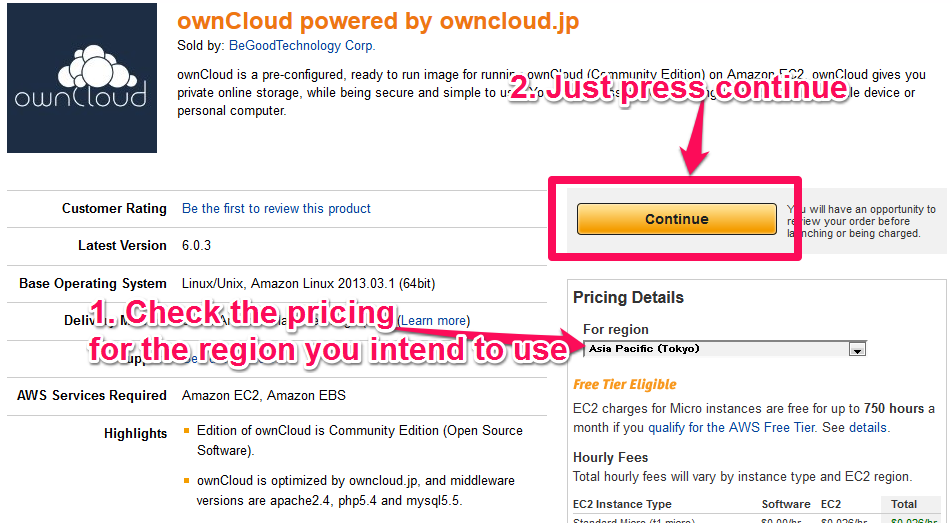 ownCloud
ownCloud powered by owncloud.jp
Sold by: BeGoodTechnology Corp.
ownCloud is a pre-configured, ready to run image for running ownCloud (Community Edition) on Amazon EC2. ownCloud gives you
private online storage, while being secure and simple to use.
2. Just press continue
device or
personal computer.
Customer Rating Be the first to review this product
Continue
You will have an opportunity to
review your order before
launching or being charged.
Latest Version 6.0.3
Base Operating System Linux/Unix, Amazon Linux 2013.03.1 (64bit)
Pricing Details
1. Check the pricing
(Learn more)
for the region you intend to use
For region
Asia Pacific (Tokyo)
AWS Services Required Amazon EC2, Amazon EBS
Free Tier Eligible
EC2 charges for Micro instances are free for up to 750 hours a
month if you qualify for the AWS Free Tier. See details.
Highlights
Edition of ownCloud is Community Edition (Open Source
Software).
ownCloud is optimized by owncloud.jp, and middleware
versions are apache2.4, php5.4 and mysql5.5.
Hourly Fees
Total hourly fees will vary by instance type and EC2 region.
EC2 Instance Type Software EC2 Total
Standard Micro (t1.micro) $0.00/hr $0.026/hr $0.026/hr